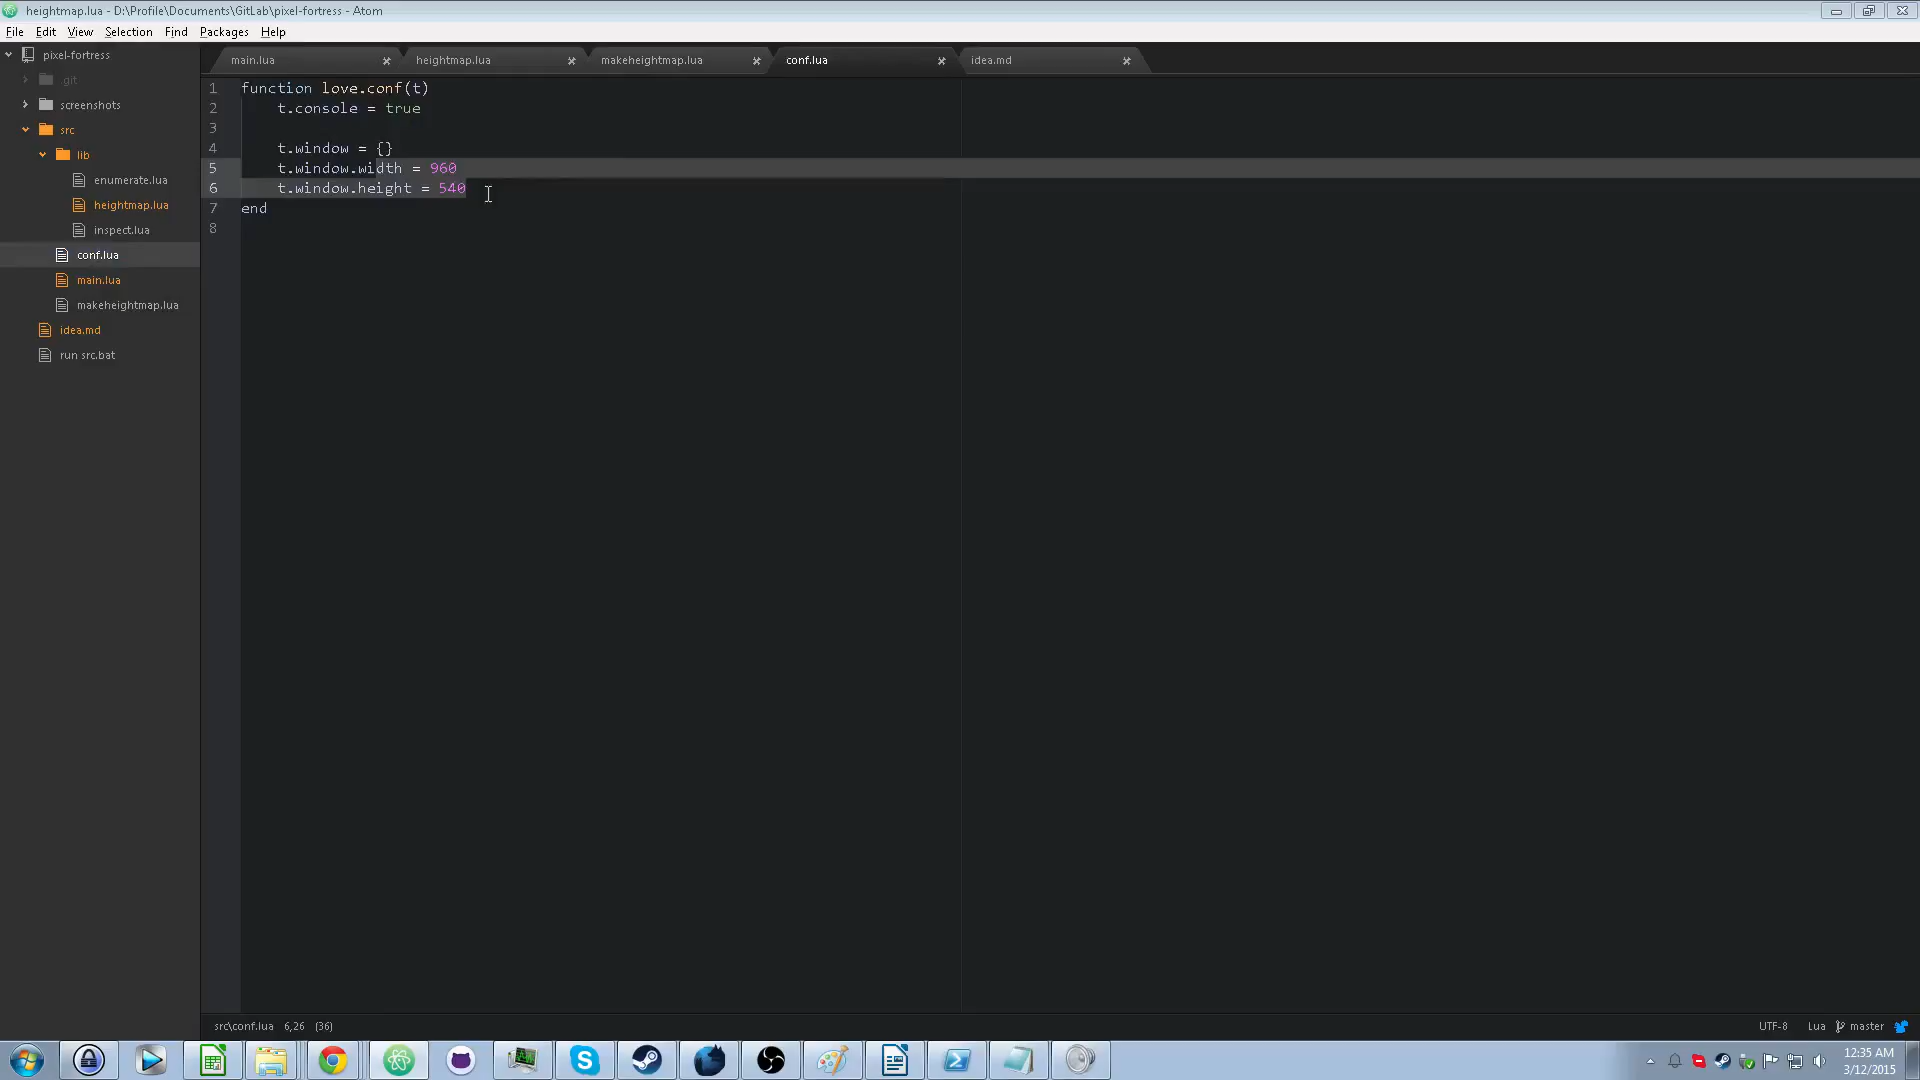 heightmap.lua - D:\Profile\Documents\GitLab\pixel-fortress - Atom
File Edit View Selection Find Packages Help
pixel-fortress
.git
screenshots
src
lib
enumerate.lua
heightmap.lua
inspect.lua
conf.lua
main.lua
makeheightmap.lua
idea.md
run src.bat
main.lua heightmap.lua makeheightmap.lua conf.lua idea.md
1 function love.conf(t)
2 t.console = true
3
4 t.window = {}
5 t.window.width = 960
6 t.window.height = 540
7 end
8
src\conf.lua 6,26 (36) UTF-8 Lua master
12:35 AM
3/12/2015